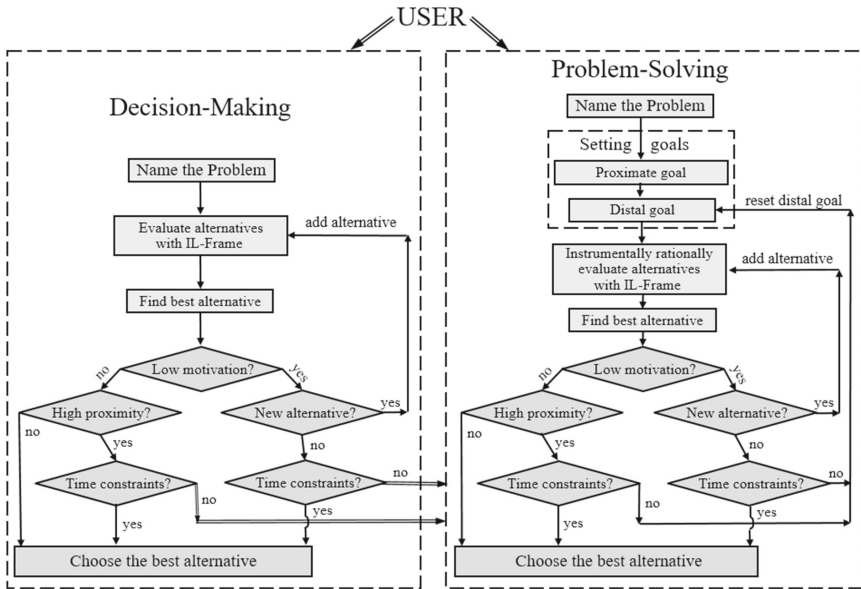 USER
Decision-Making
Name the Problem
Evaluate alternatives
with IL-Frame
add alternative
Find best alternative
Low motivation?
no
yes
High proximity?
New alternative?
yes
no
yes
no
Time constraints?
Time constraints?
no
no
yes
yes
Choose the best alternative
Problem-Solving
Name the Problem
Setting goals
Proximate goal
Distal goal
reset distal goal
Instrumentally rationally
evaluate alternatives
with IL-Frame
add alternative
Find best alternative
Low motivation?
no
yes
High proximity?
New alternative?
yes
no
yes
no
Time constraints?
Time constraints?
no
no
yes
yes
Choose the best alternative